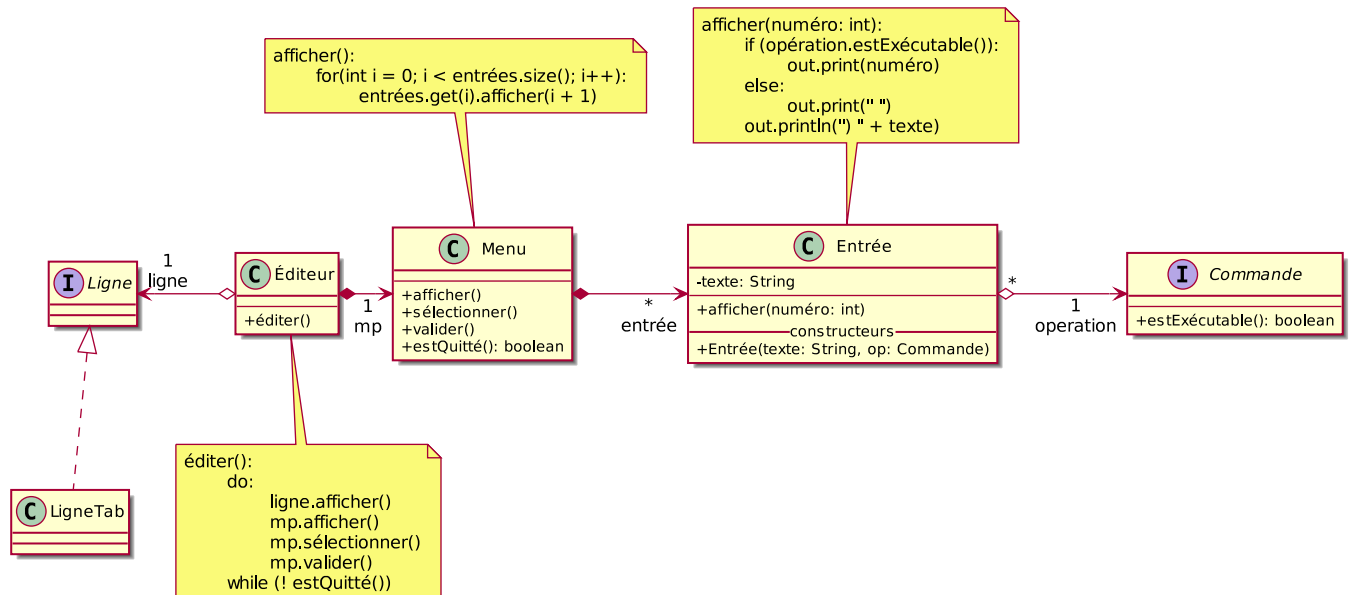 afficher(numéro: int):
if (opération.estExécutable()):
out.print(numéro)
else:
out.print(" ")
out.println(") " + texte)
afficher():
for(int i = 0; i < entrées.size(); i++):
entrées.get(i).afficher(i + 1)
I Ligne
1
ligne
C Éditeur
+éditer()
1
mp
C Menu
+afficher()
+sélectionner()
+valider()
+estQuitté(): boolean
*
entrée
C Entrée
-texte: String
+afficher(numéro: int)
constructeurs
+Entrée(texte: String, op: Commande)
*
1
operation
I Commande
+estExécutable(): boolean
C LigneTab
éditer():
do:
ligne.afficher()
mp.afficher()
mp.sélectionner()
mp.valider()
while (! estQuitté())